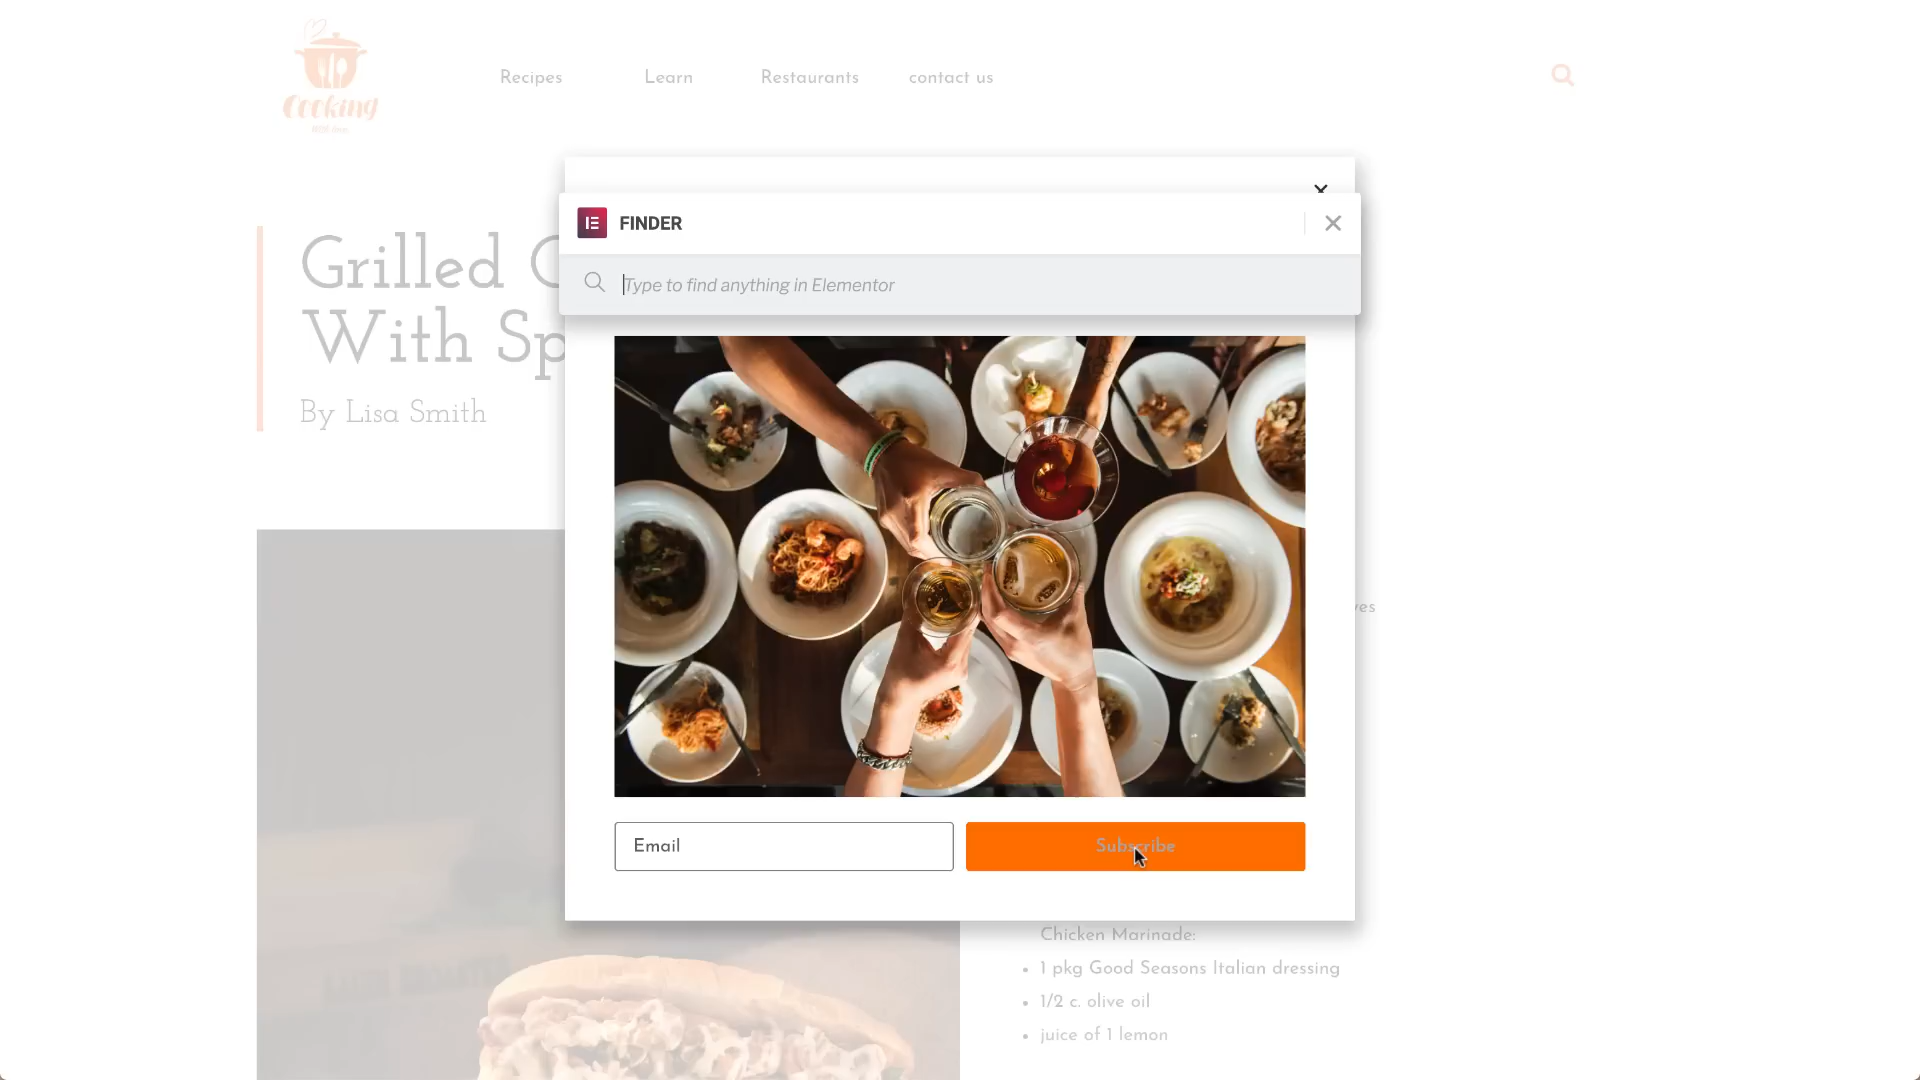 Cooking
Recipes
Learn
Restaurants
contact us
FINDER
Type to find anything in Elementor
Grilled
With Sp
By Lisa Smith
Email
Subscribe
Chicken Marinade:
• 1 pkg Good Seasons Italian dressing
• 1/2 c. olive oil
• juice of 1 lemon